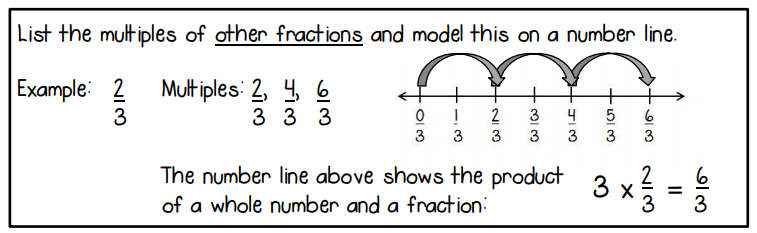 List the multiples of other fractions and model this on a number line.
Example: 2/3 Multiples: 2/3, 4/3, 6/3
0/3 1/3 2/3 3/3 4/3 5/3 6/3
The number line above shows the product
of a whole number and a fraction: 3 x 2/3 = 6/3